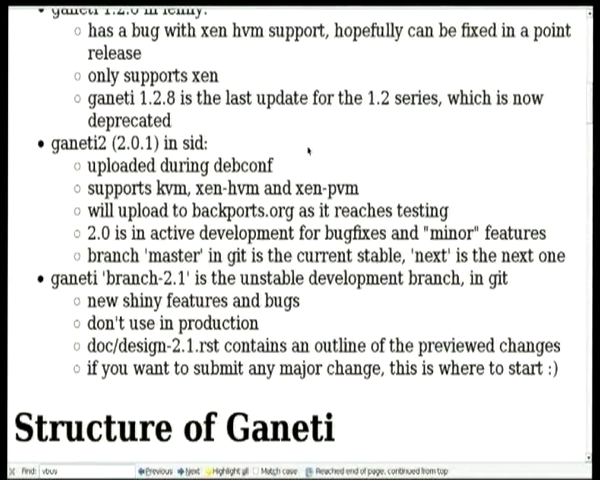 ganeti 1.2.6 in lenny:
has a bug with xen hvm support, hopefully can be fixed in a point
release
only supports xen
ganeti 1.2.8 is the last update for the 1.2 series, which is now
deprecated
ganeti2 (2.0.1) in sid:
uploaded during debconf
supports kvm, xen-hvm and xen-pvm
will upload to backports.org as it reaches testing
2.0 is in active development for bugfixes and "minor" features
branch 'master' in git is the current stable, 'next' is the next one
ganeti 'branch-2.1' is the unstable development branch, in git
new shiny features and bugs
don't use in production
doc/design-2.1.rst contains an outline of the previewed changes
if you want to submit any major change, this is where to start :)
Structure of Ganeti
Find: vbus Previous Next Highlight all Match case Reached end of page, continued from top